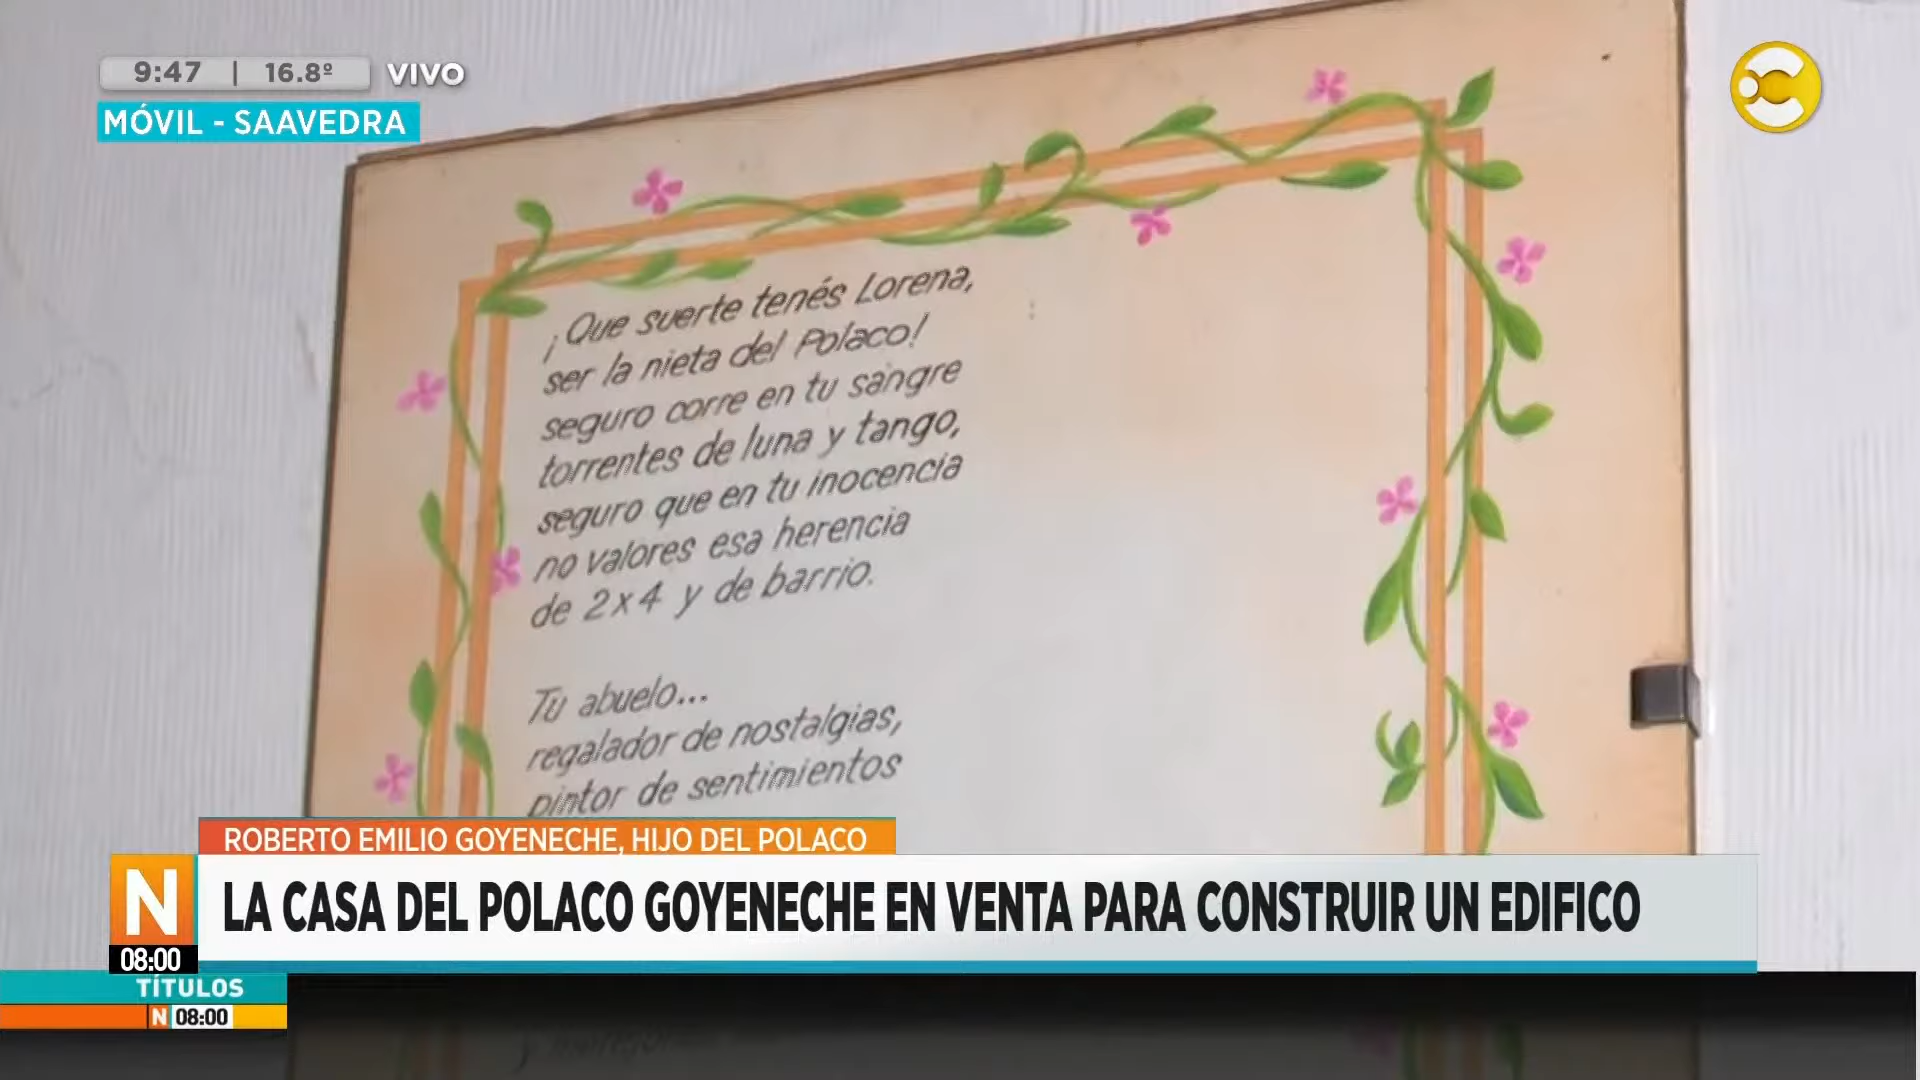 9:47 | 16.8º VIVO
MÓVIL - SAAVEDRA
¡Que suerte tenés Lorena,
ser la nieta del Polaco!
seguro corre en tu sangre
torrentes de luna y tango,
seguro que en tu inocencia
no valores esa herencia
de 2x4 y de barrio.
Tu abuelo...
regalador de nostalgias,
pintor de sentimientos
ROBERTO EMILIO GOYENECHE, HIJO DEL POLACO
N
LA CASA DEL POLACO GOYENECHE EN VENTA PARA CONSTRUIR UN EDIFICO
08:00
TÍTULOS
N 08:00